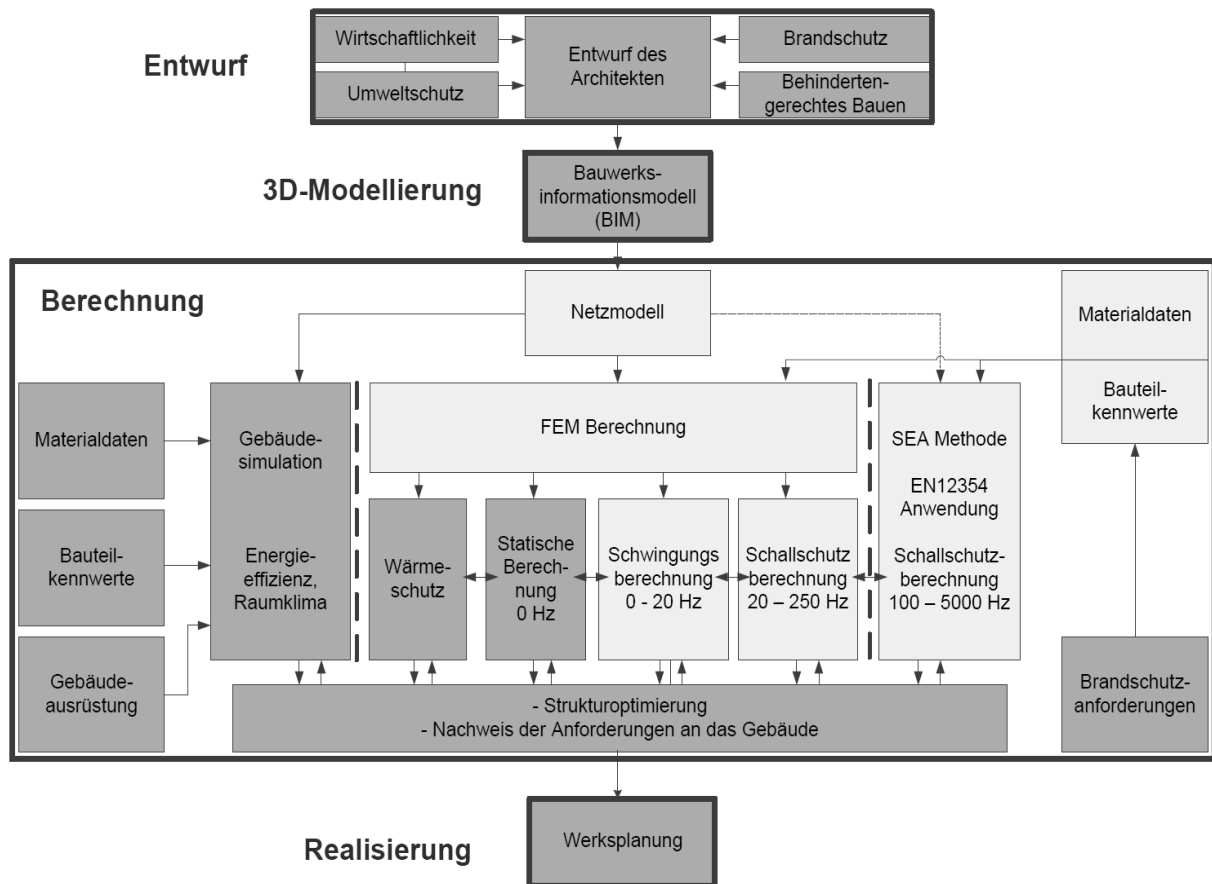 Entwurf
Wirtschaftlichkeit
Umweltschutz
Entwurf des
Architekten
Brandschutz
Behinderten-
gerechtes Bauen
3D-Modellierung
Bauwerks-
informationsmodell
(BIM)
Berechnung
Netzmodell
Materialdaten
Bauteil-
kennwerte
Materialdaten
Bauteil-
kennwerte
Gebäude-
ausrüstung
Gebäude-
simulation
Energie-
effizienz,
Raumklima
FEM Berechnung
Wärme-
schutz
Statische
Berech-
nung
0 Hz
Schwingungs
berechnung
0 - 20 Hz
Schallschutz
berechnung
20 – 250 Hz
SEA Methode
EN12354
Anwendung
Schallschutz-
berechnung
100 – 5000 Hz
Brandschutz-
anforderungen
- Strukturoptimierung
- Nachweis der Anforderungen an das Gebäude
Realisierung
Werksplanung